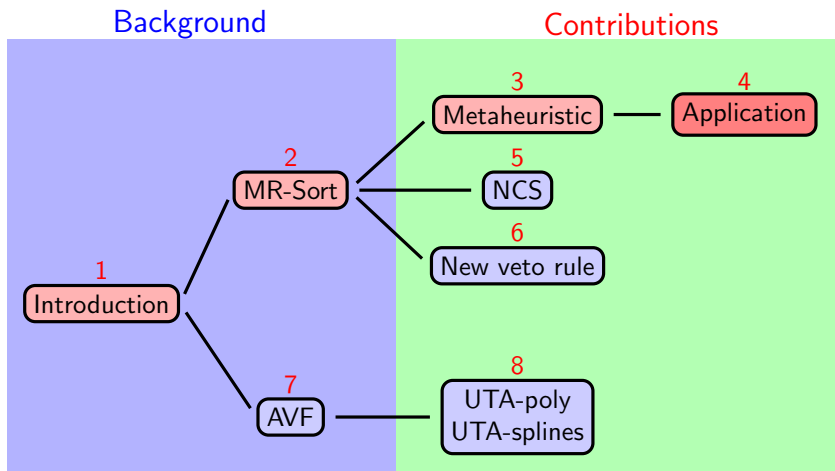 Background
Contributions
3
Metaheuristic
4
Application
2
MR-Sort
5
NCS
6
New veto rule
1
Introduction
7
AVF
8
UTA-poly
UTA-splines